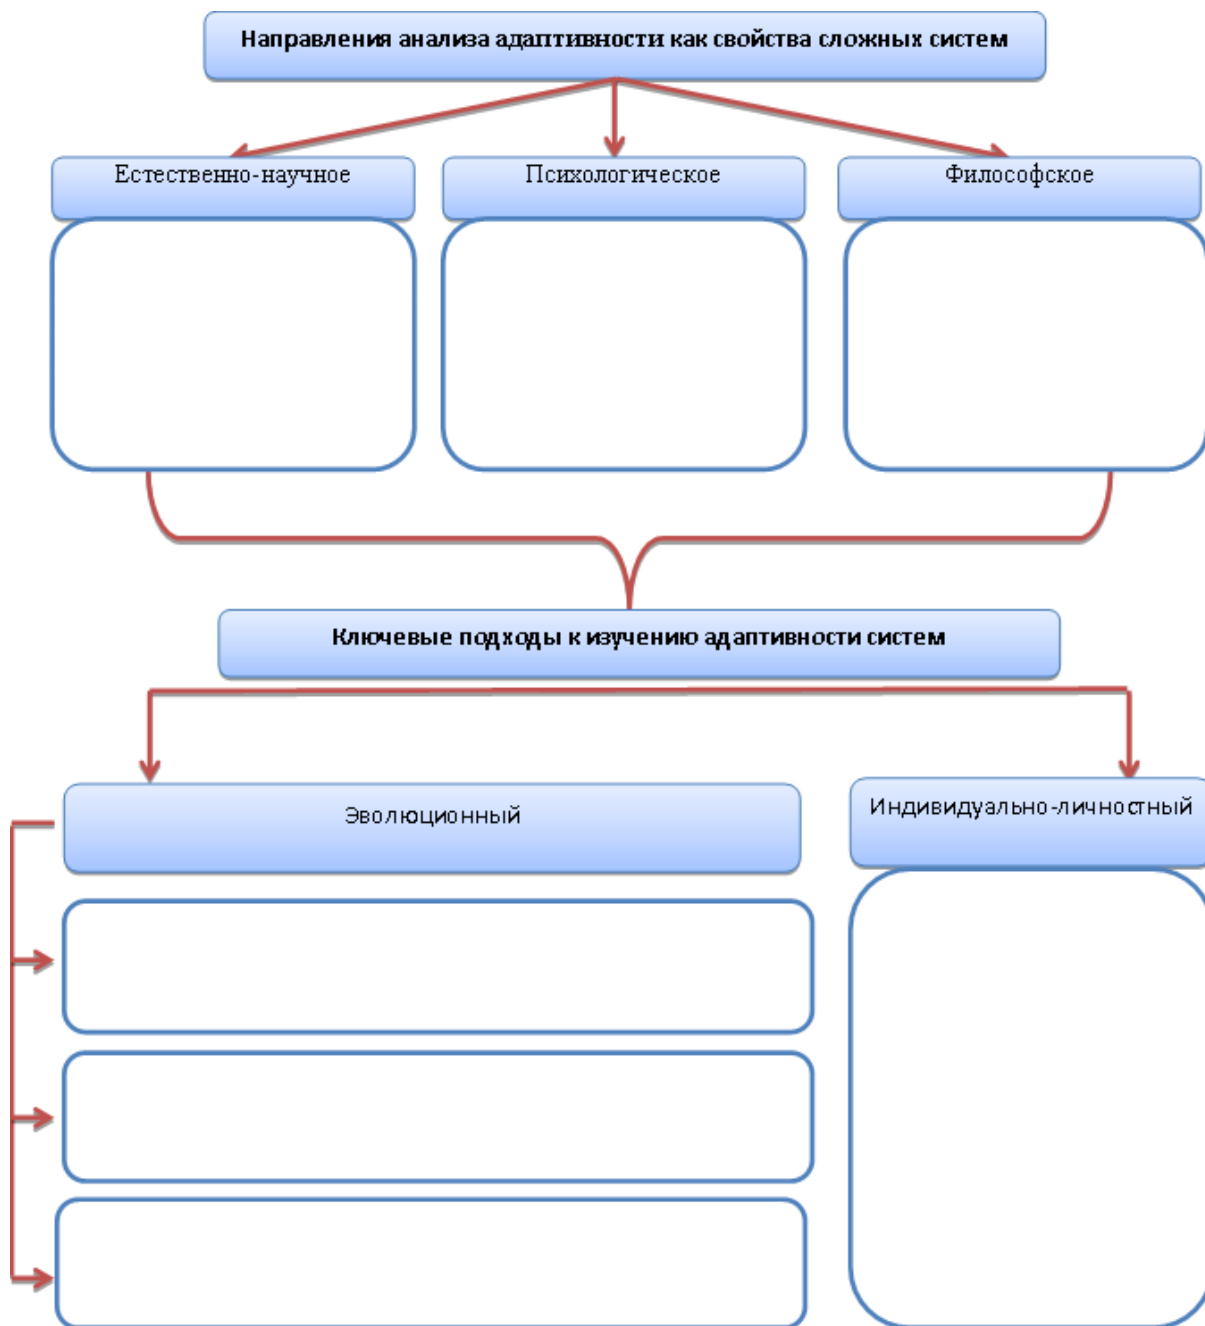 Направления анализа адаптивности как свойства сложных систем
Естественно-научное
Психологическое
Философское
Ключевые подходы к изучению адаптивности систем
Эволюционный
Индивидуально-личностный